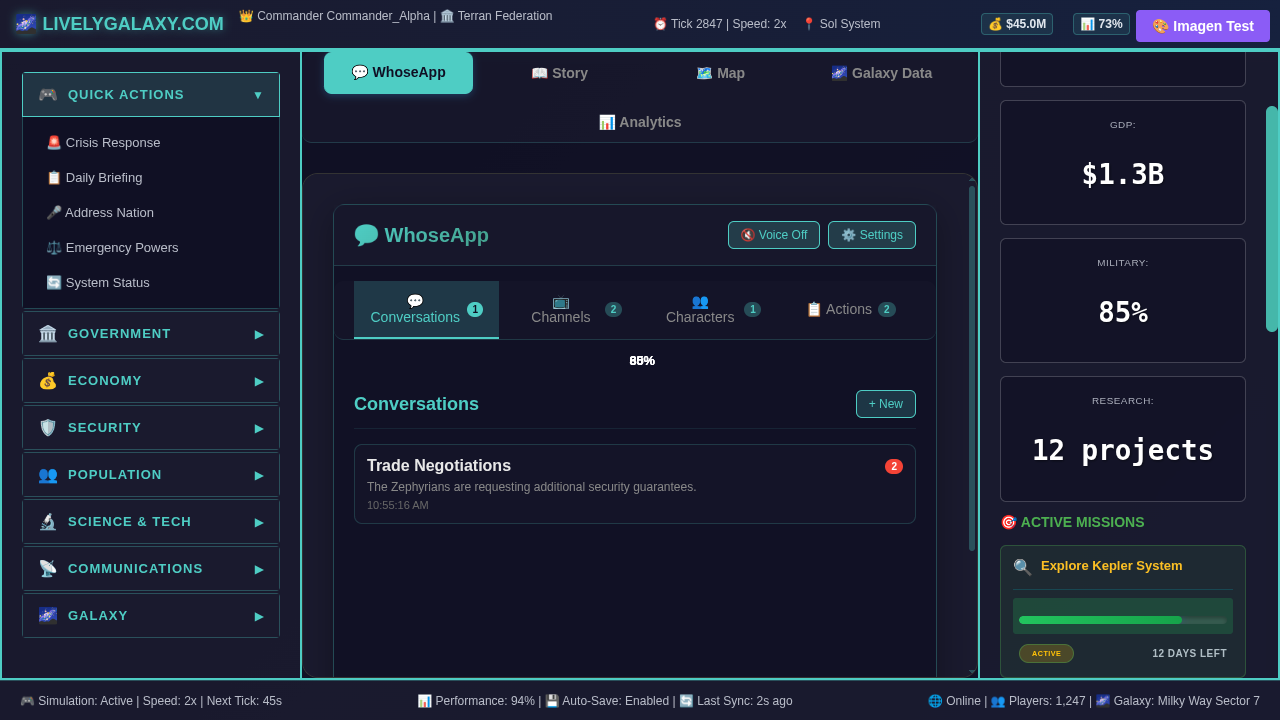 🌌 LIVELYGALAXY.COM
👑 Commander Commander_Alpha | 🏛️ Terran Federation
⏰ Tick 2847 | Speed: 2x 📍 Sol System
💰 $45.0M
📊 73%
🎨 Imagen Test
🎮 QUICK ACTIONS ▼
🚨 Crisis Response
📋 Daily Briefing
🎤 Address Nation
⚖️ Emergency Powers
🔄 System Status
🏛️ GOVERNMENT ▶
💰 ECONOMY ▶
🛡️ SECURITY ▶
👥 POPULATION ▶
🔬 SCIENCE & TECH ▶
📡 COMMUNICATIONS ▶
🌌 GALAXY ▶
💬 WhoseApp
📖 Story
🗺️ Map
🌌 Galaxy Data
📊 Analytics
💬 WhoseApp
🔇 Voice Off
⚙️ Settings
💬 Conversations 1
📺 Channels 2
👥 Characters 1
📋 Actions 2
Conversations
+ New
Trade Negotiations
2
The Zephyrians are requesting additional security guarantees.
10:55:16 AM
GDP:
$1.3B
MILITARY:
85%
RESEARCH:
12 projects
🎯 ACTIVE MISSIONS
🔍 Explore Kepler System
ACTIVE
12 DAYS LEFT
🎮 Simulation: Active | Speed: 2x | Next Tick: 45s
📊 Performance: 94% | 💾 Auto-Save: Enabled | 🔄 Last Sync: 2s ago
🌐 Online | 👥 Players: 1,247 | 🌌 Galaxy: Milky Way Sector 7